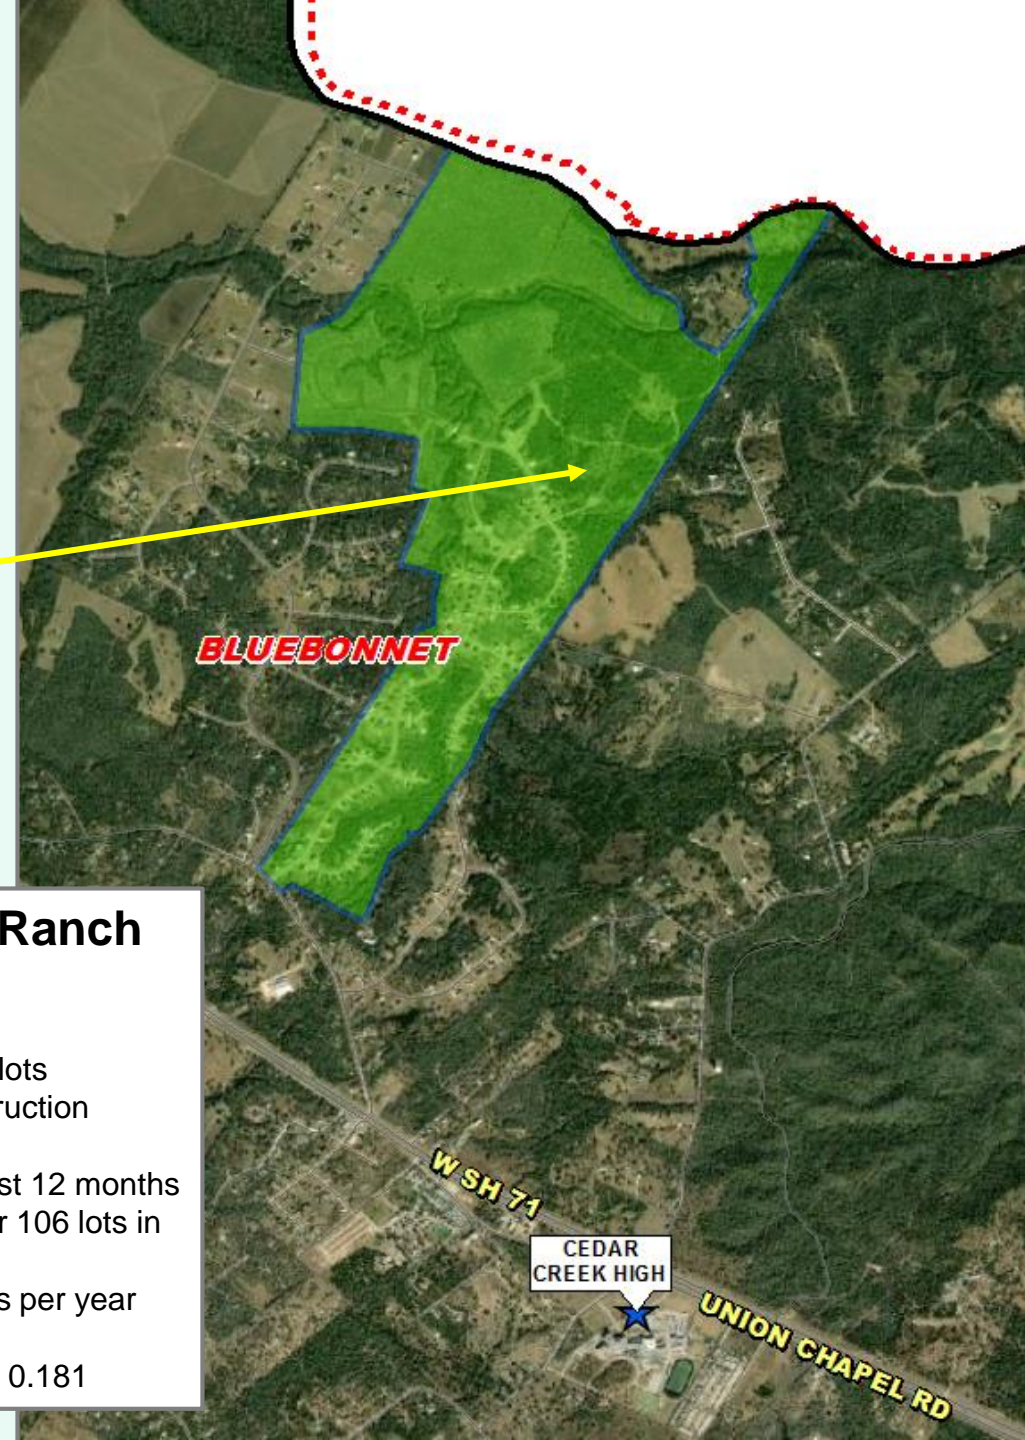 BLUEBONNET
Ranch
lots
ruction
st 12 months
r 106 lots in
s per year
0.181
W SH 71
CEDAR
CREEK HIGH
UNION CHAPEL RD